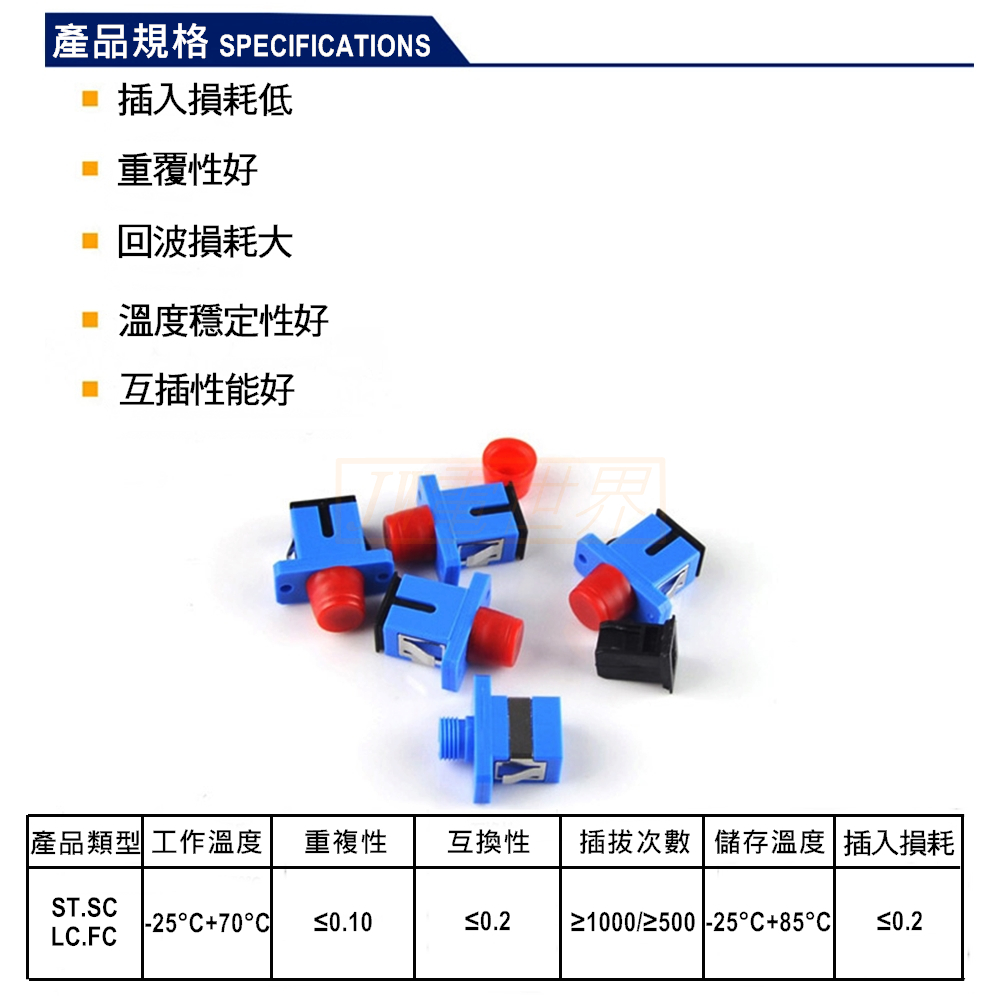 產品規格 SPECIFICATIONS
插入損耗低
重覆性好
回波損耗大
溫度穩定性好
互插性能好
產品類型 工作溫度 重複性 互換性 插拔次數 儲存溫度 插入損耗
ST.SC
LC.FC
-25°C+70°C ≤0.10 ≤0.2 ≥1000/≥500 -25°C+85°C ≤0.2